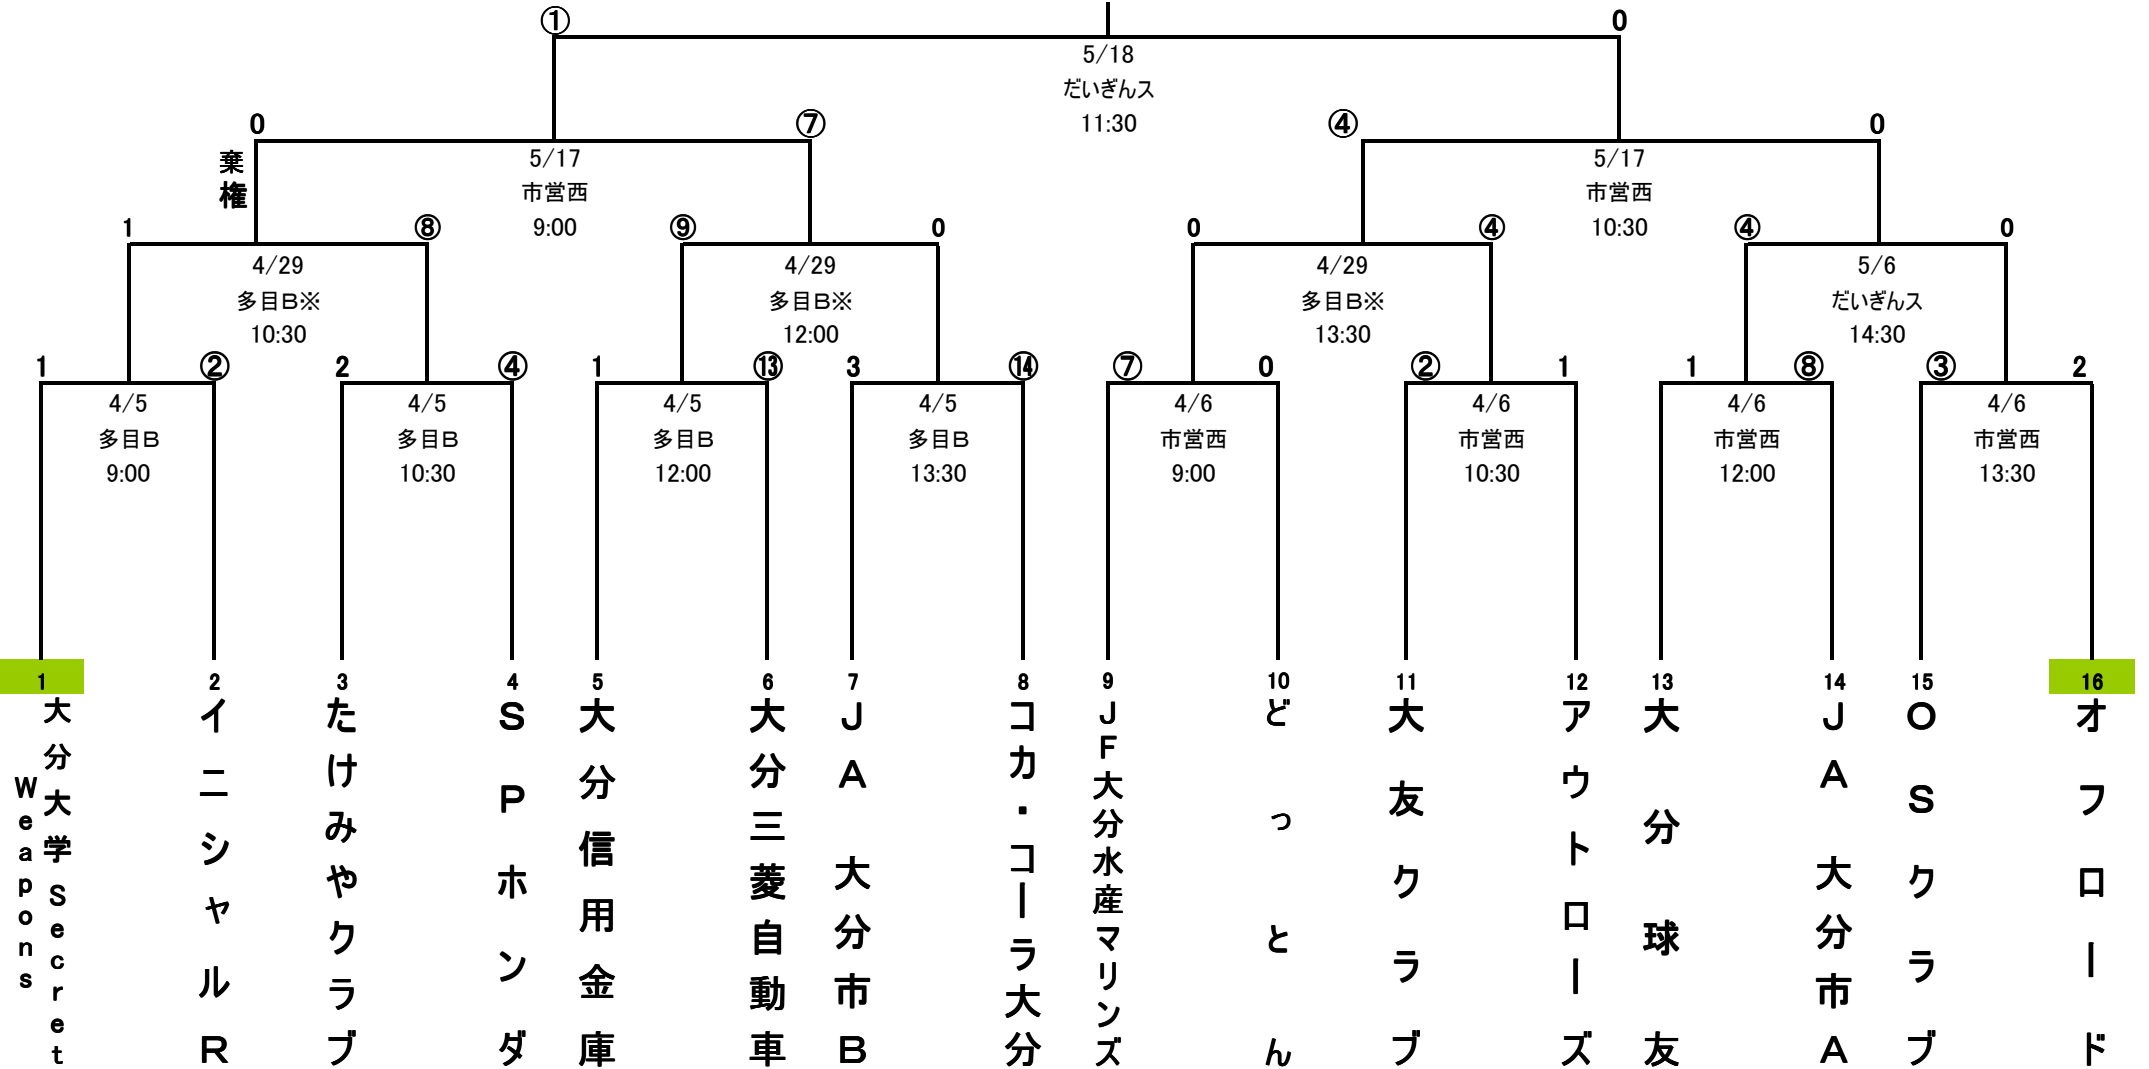 ① 0
5/18
だいぎんス
11:30
0 ⑦ ④ 0
棄権
5/17
市営西
9:00
5/17
市営西
10:30
1 ⑧ ⑨ 0 0 ④ ④ 0
4/29
多目B※
10:30
4/29
多目B※
12:00
4/29
多目B※
13:30
5/6
だいぎんス
14:30
1 ② 2 ④ 1 ⑬ 3 ⑭ ⑦ 0 ② 1 1 ⑧ ③ 2
4/5
多目B
9:00
4/5
多目B
10:30
4/5
多目B
12:00
4/5
多目B
13:30
4/6
市営西
9:00
4/6
市営西
10:30
4/6
市営西
12:00
4/6
市営西
13:30
1
大分大学Secret
Weapons
2
イニシャルR
3
たけみやクラブ
4
SPホンダ
5
大分信用金庫
6
大分三菱自動車
7
JA 大分市B
8
コカ・コーラ大分
9
JF大分水産マリンズ
10
どっとん
11
大友クラブ
12
アウトローズ
13
大分球友
14
JA 大分市A
15
OSクラブ
16
オフロード